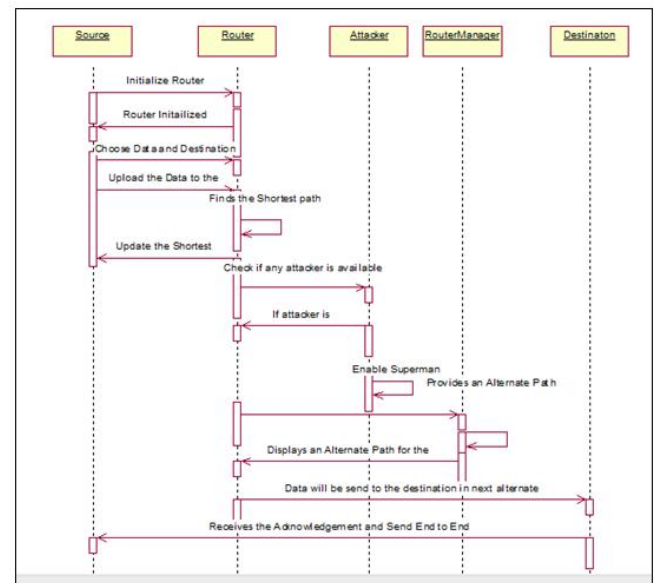 Source
Router
Attacker
RouterManager
Destinaton
Initialize Router
Router Initailized
Choose Data and Destination
Upload the Data to the
Finds the Shortest path
Update the Shortest
Check if any attacker is available
If attacker is
Enable Superman
Provides an Alternate Path
Displays an Alternate Path for the
Data will be send to the destination in next alternate
Receives the Adknowledgement and Send End to End